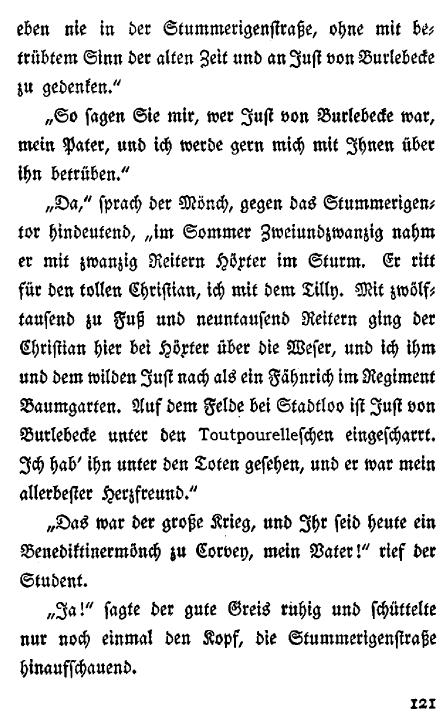 eben nie in der Stummerigenſtraße, ohne mit be⸗
trübtem Sinn der alten Zeit und an Juſt von Burlebecke
zu gedenken.“
„So ſagen Sie mir, wer Juſt von Burlebecke war,
mein Pater, und ich werde gern mich mit Ihnen über
ihn betrüben.“
„Da,“ ſprach der Mönch, gegen das Stummerigen⸗
tor hindeutend, „im Sommer Zweiundzwanzig nahm
er mit zwanzig Reitern Höxter im Sturm. Er ritt
für den tollen Chriſtian, ich mit dem Tilly. Mit zwölf⸗
tauſend zu Fuß und neuntauſend Reitern ging der
Chriſtian hier bei Höxter über die Weſer, und ich ihm
und dem wilden Juſt nach als ein Fähnrich im Regiment
Baumgarten. Auf dem Felde bei Stadtloo iſt Juſt von
Burlebecke unter den Toutpourelleſchen eingeſcharrt.
Ich hab’ ihn unter den Toten geſehen, und er war mein
allerbeſter Herzfreund.“
„Das war der große Krieg, und Ihr ſeid heute ein
Benediktinermönch zu Corvey, mein Vater!“ rief der
Student.
„Ja!“ ſagte der gute Greis ruhig und ſchüttelte
nur noch einmal den Kopf, die Stummerigenſtraße
hinaufſchauend.
121